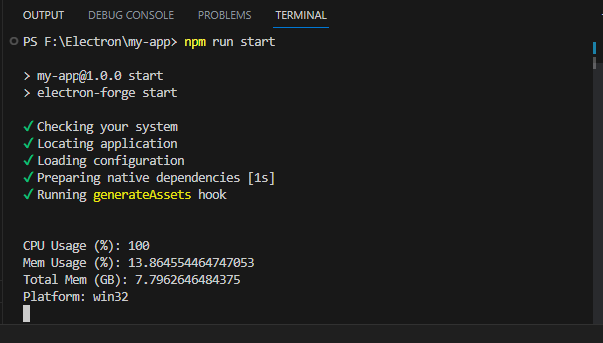 OUTPUT DEBUG CONSOLE PROBLEMS TERMINAL
PS F:\Electron\my-app> npm run start
> my-app@1.0.0 start
> electron-forge start
✓ Checking your system
✓ Locating application
✓ Loading configuration
✓ Preparing native dependencies [1s]
✓ Running generateAssets hook
CPU Usage (%): 100
Mem Usage (%): 13.864554464747053
Total Mem (GB): 7.7962646484375
Platform: win32